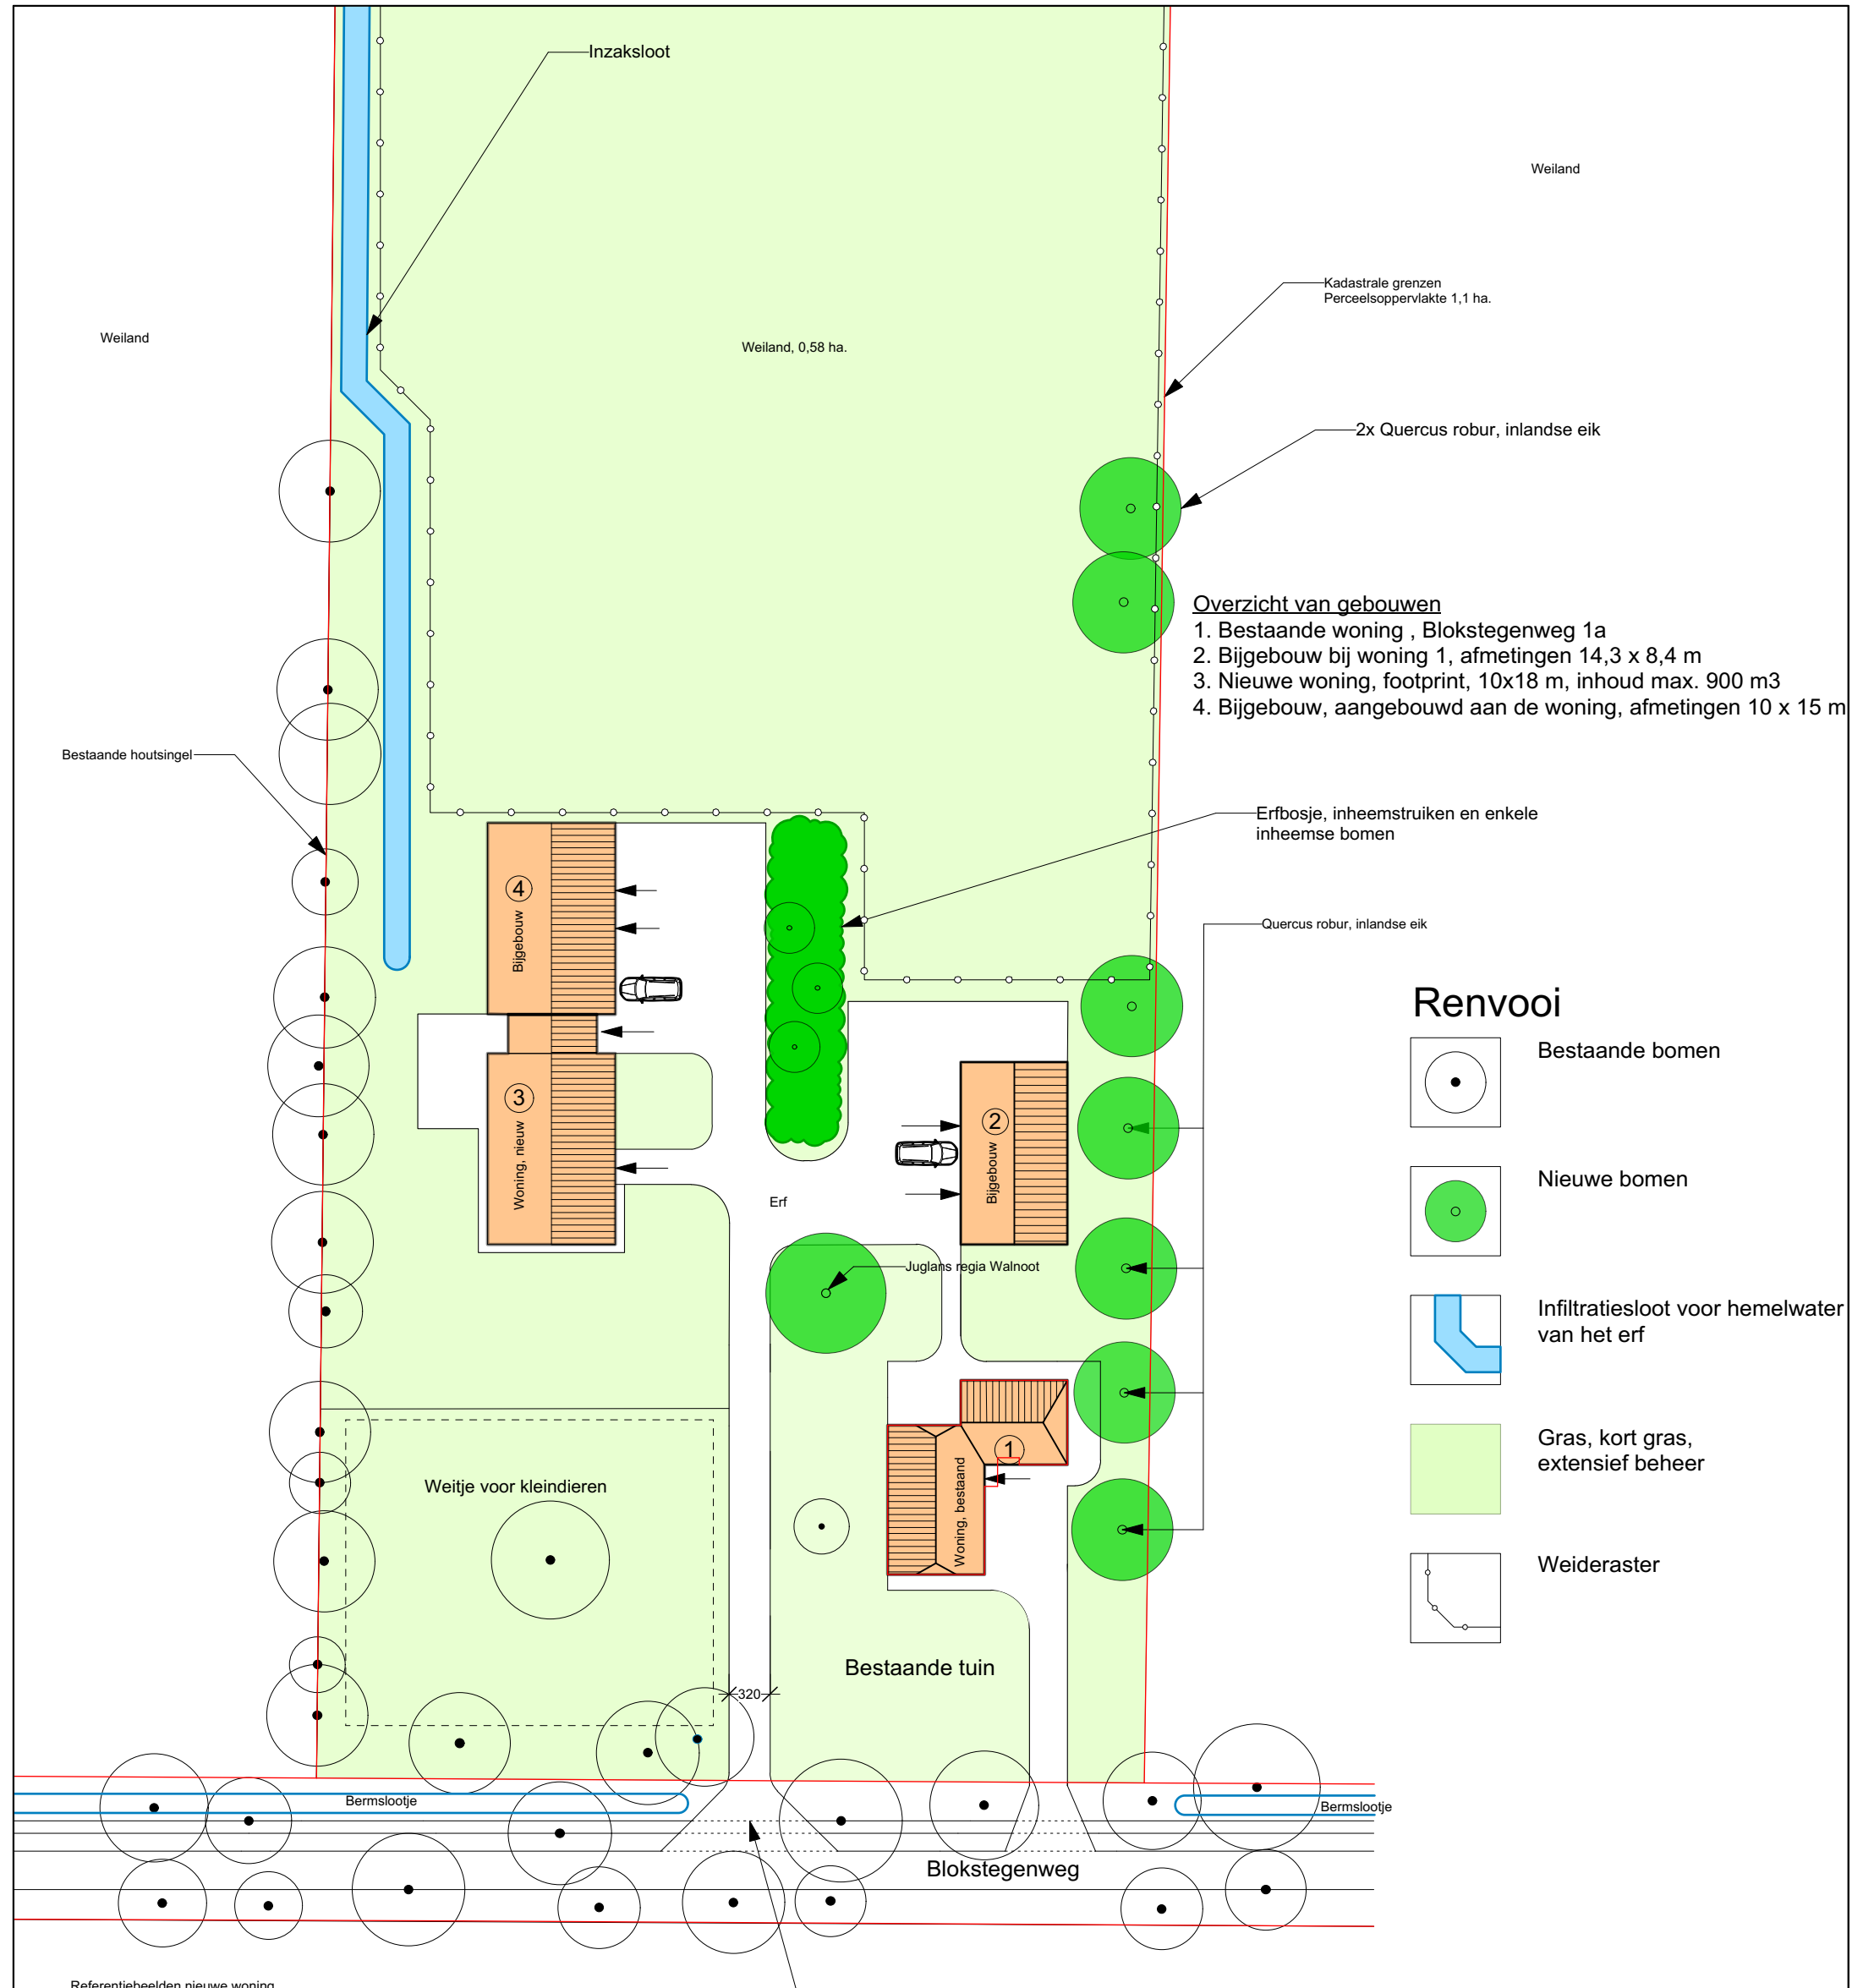 Inzaksloot
Weiland
Kadastrale grenzen
Perceelsoppervlakte 1,1 ha.
Weiland
Weiland, 0,58 ha.
2x Quercus robur, inlandse eik
Overzicht van gebouwen
1. Bestaande woning , Blokstegenweg 1a
2. Bijgebouw bij woning 1, afmetingen 14,3 x 8,4 m
3. Nieuwe woning, footprint, 10x18 m, inhoud max. 900 m3
4. Bijgebouw, aangebouwd aan de woning, afmetingen 10 x 15 m
Bestaande houtsingel
Erfbosje, inheemstruiken en enkele
inheemse bomen
4
Bijgebouw
Quercus robur, inlandse eik
Renvooi
Bestaande bomen
3
Woning, nieuw
2
Bijgebouw
Nieuwe bomen
Erf
Juglans regia Walnoot
Infiltratiesloot voor hemelwater
van het erf
1
Woning, bestaand
Gras, kort gras,
extensief beheer
Weitje voor kleindieren
Weideraster
Bestaande tuin
320
Bermslootje
Bermslootje
Blokstegenweg
Referentiebeelden nieuwe woning